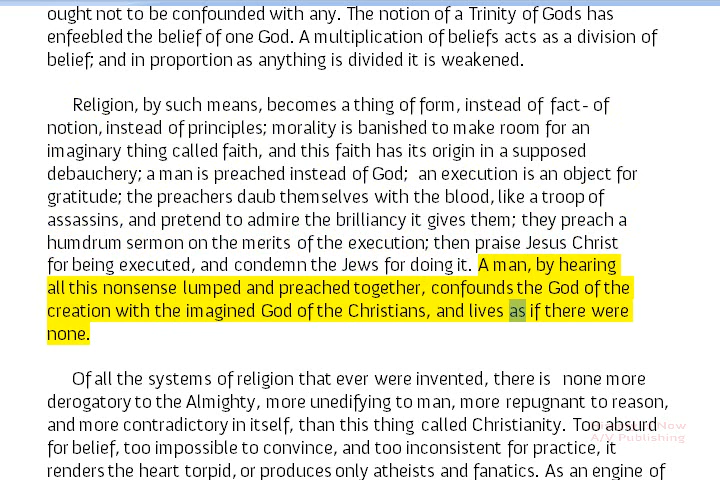 ought not to be confounded with any. The notion of a Trinity of Gods has
enfeebled the belief of one God. A multiplication of beliefs acts as a division of
belief; and in proportion as anything is divided it is weakened.
Religion, by such means, becomes a thing of form, instead of fact- of
notion, instead of principles; morality is banished to make room for an
imaginary thing called faith, and this faith has its origin in a supposed
debauchery; a man is preached instead of God; an execution is an object for
gratitude; the preachers daub themselves with the blood, like a troop of
assassins, and pretend to admire the brilliancy it gives them; they preach a
humdrum sermon on the merits of the execution; then praise Jesus Christ
for being executed, and condemn the Jews for doing it. A man, by hearing
all this nonsense lumped and preached together, confounds the God of the
creation with the imagined God of the Christians, and lives as if there were
none.
Of all the systems of religion that ever were invented, there is none more
derogatory to the Almighty, more unedifying to man, more repugnant to reason,
and more contradictory in itself, than this thing called Christianity. Too absurd
for belief, too impossible to convince, and too inconsistent for practice, it
renders the heart torpid, or produces only atheists and fanatics. As an engine of
Now
A/V Publishing